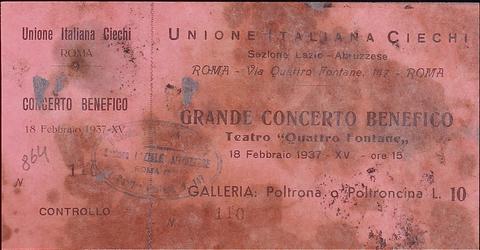 Unione Italiana Ciechi
ROMA
CONCERTO BENEFICO
18 Febbraio 1937-XV
864
N
110
CONTROLLO
UNIONE ITALIANA CIECHI
Sezione Lazio-Abruzzese
ROMA - Via Quattro Fontane, 147 - ROMA
GRANDE CONCERTO BENEFICO
Teatro "Quattro Fontane„
18 Febbraio 1937 - XV - ore 15
GALLERIA: Poltrona o Poltroncina L. 10
N. 110
ROMA